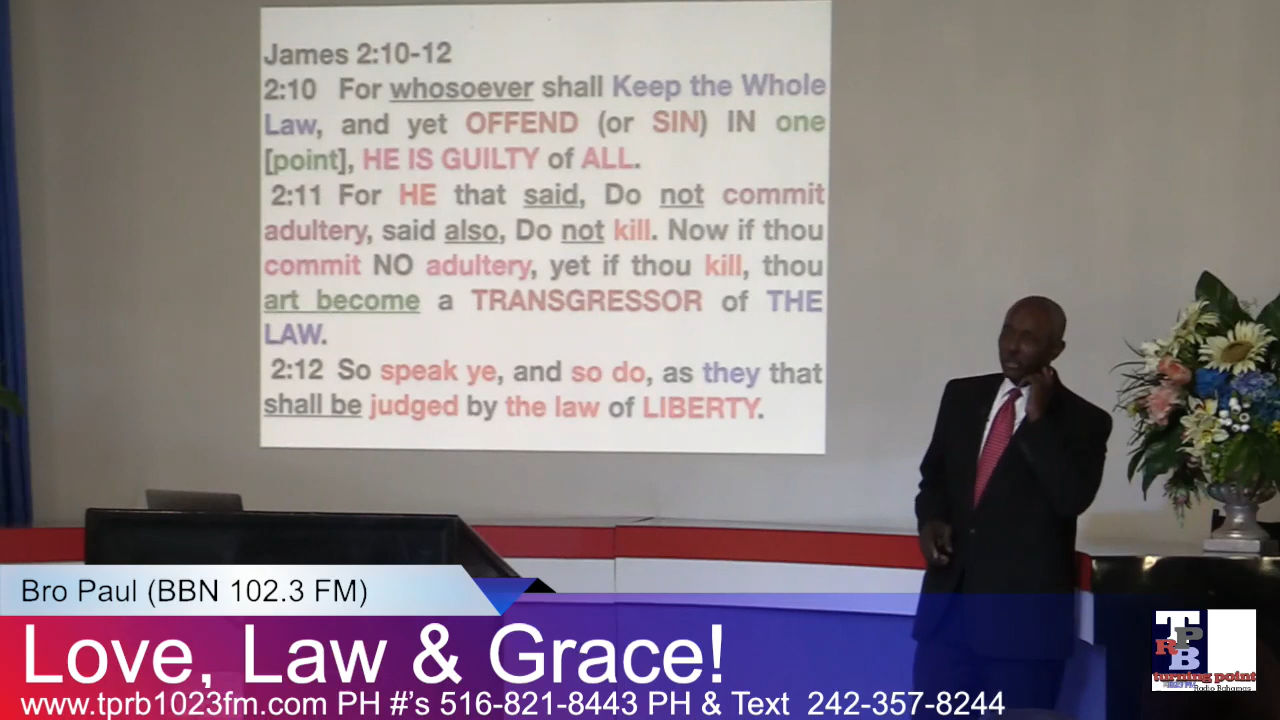 James 2:10-12
2:10 For whosoever shall Keep the Whole
Law, and yet OFFEND (or SIN) IN one
[point], HE IS GUILTY of ALL.
2:11 For HE that said, Do not commit
adultery, said also, Do not kill. Now if thou
commit NO adultery, yet if thou kill, thou
art become a TRANSGRESSOR of THE
LAW.
2:12 So speak ye, and so do, as they that
shall be judged by the law of LIBERTY.
Bro Paul (BBN 102.3 FM)
Love, Law & Grace!
www.tprb1023fm.com PH #'s 516-821-8443 PH & Text 242-357-8244
TPRB
turning point
Radio Bahamas